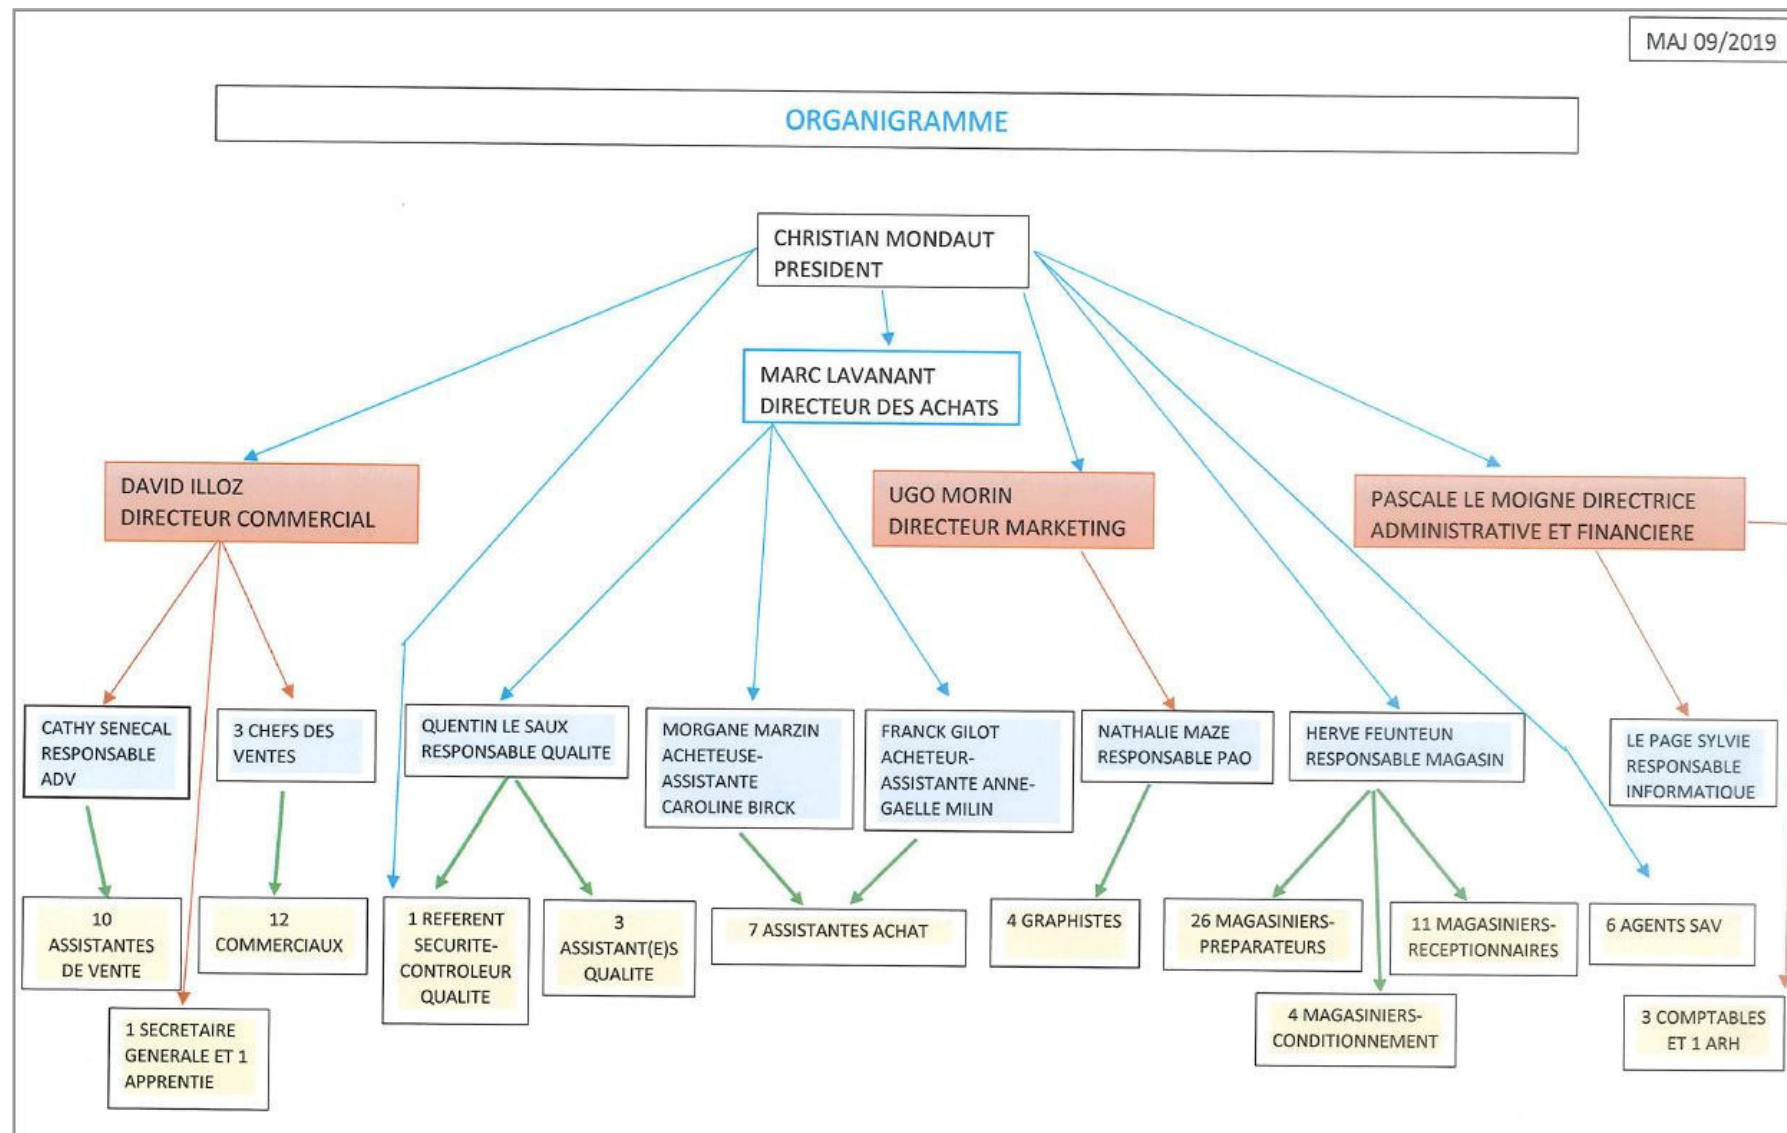 MAJ 09/2019
ORGANIGRAMME
CHRISTIAN MONDAUT
PRESIDENT
MARC LAVANANT
DIRECTEUR DES ACHATS
DAVID ILLOZ
DIRECTEUR COMMERCIAL
UGO MORIN
DIRECTEUR MARKETING
PASCALE LE MOIGNE DIRECTRICE
ADMINISTRATIVE ET FINANCIERE
CATHY SENECAL
RESPONSABLE
ADV
3 CHEFS DES
VENTES
QUENTIN LE SAUX
RESPONSABLE QUALITE
MORGANE MARZIN
ACHETEUSE-
ASSISTANTE
CAROLINE BIRCK
FRANCK GILOT
ACHETEUR-
ASSISTANTE ANNE-
GAELLE MILIN
NATHALIE MAZE
RESPONSABLE PAO
HERVE FEUNTEUN
RESPONSABLE MAGASIN
LE PAGE SYLVIE
RESPONSABLE
INFORMATIQUE
10
ASSISTANTES
DE VENTE
12
COMMERCIAUX
1 REFERENT
SECURITE-
CONTROLEUR
QUALITE
3
ASSISTANT(E)S
QUALITE
7 ASSISTANTES ACHAT
4 GRAPHISTES
26 MAGASINIERS-
PREPARATEURS
11 MAGASINIERS-
RECEPTIONNAIRES
6 AGENTS SAV
1 SECRETAIRE
GENERALE ET 1
APPRENTIE
4 MAGASINIERS-
CONDITIONNEMENT
3 COMPTABLES
ET 1 ARH